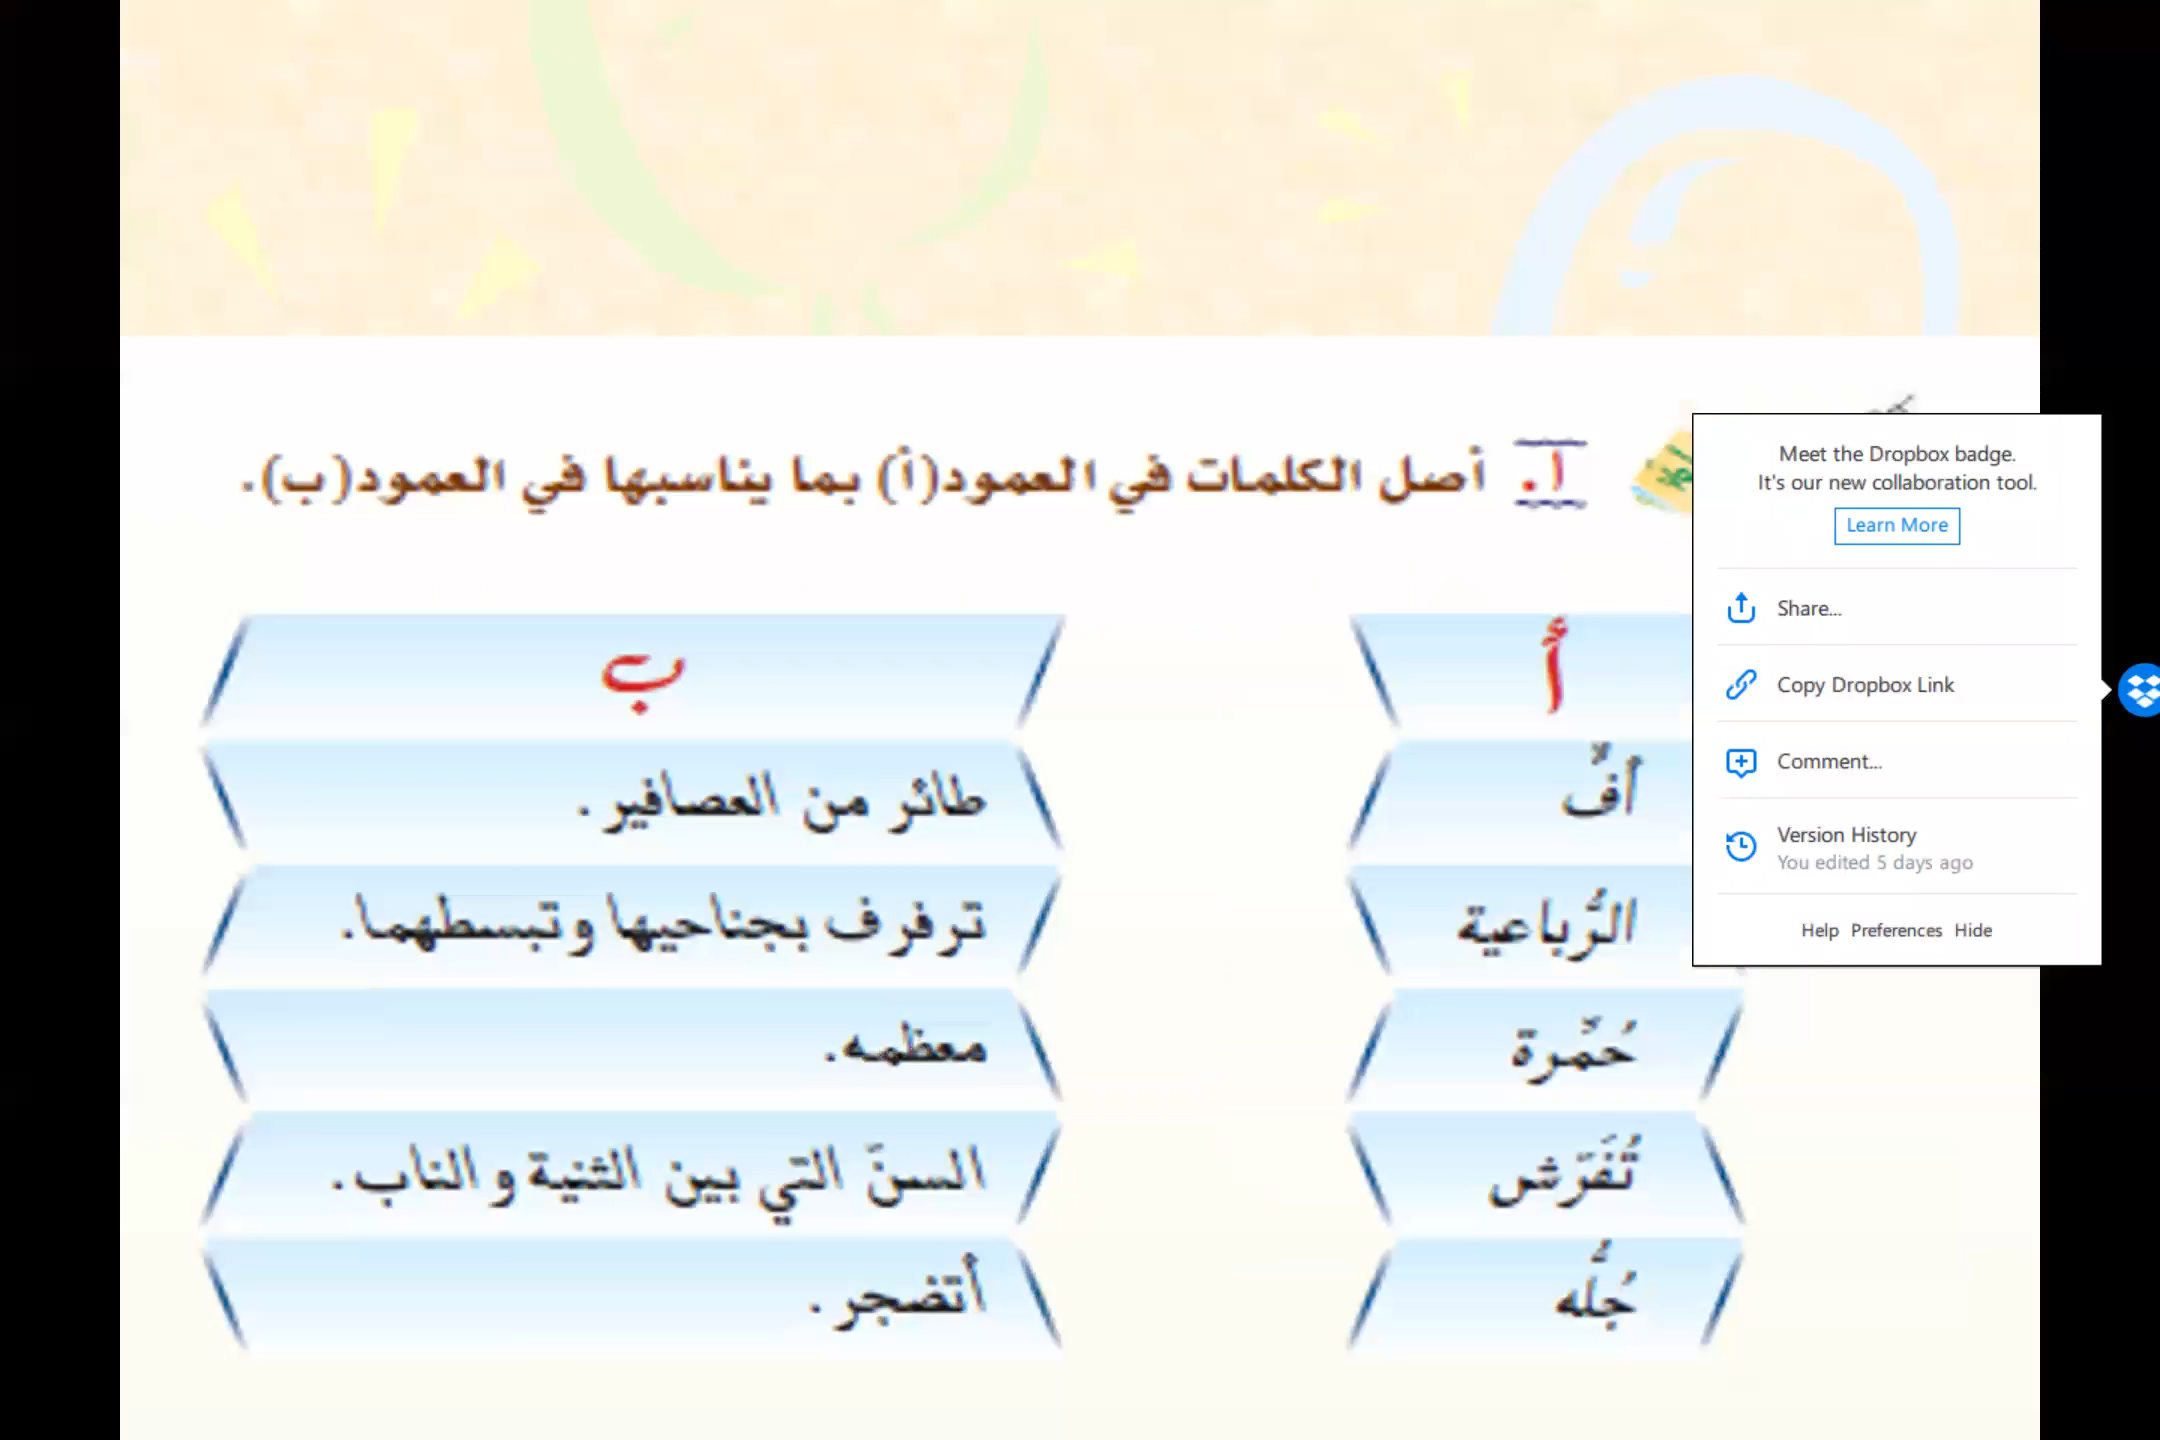 ١. أصل الكلمات في العمود(أ) بما يناسبها في العمود(ب).
أ
ب
أُفٌّ
طائر من العصافير.
الرُّباعية
ترفرف بجناحيها وتبسطهما.
حُمَّرة
معظمه.
تُفَرِّش
السنّ التي بين الثنية والناب.
جُلُّه
أتضجر.
Meet the Dropbox badge.
It's our new collaboration tool.
Learn More
Share...
Copy Dropbox Link
Comment...
Version History
You edited 5 days ago
Help Preferences Hide